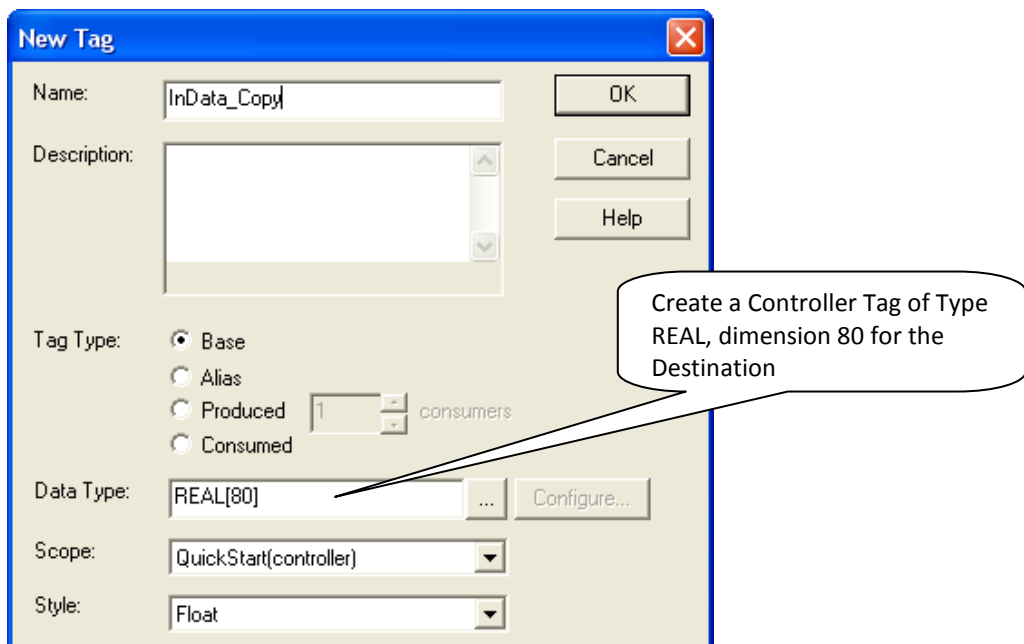 New Tag
Name:
InData_Copy
OK
Description:
Cancel
Help
Create a Controller Tag of Type
REAL, dimension 80 for the
Destination
Tag Type:
Base
Alias
Produced
1
consumers
Consumed
Data Type:
REAL[80]
...
Configure...
Scope:
QuickStart(controller)
Style:
Float